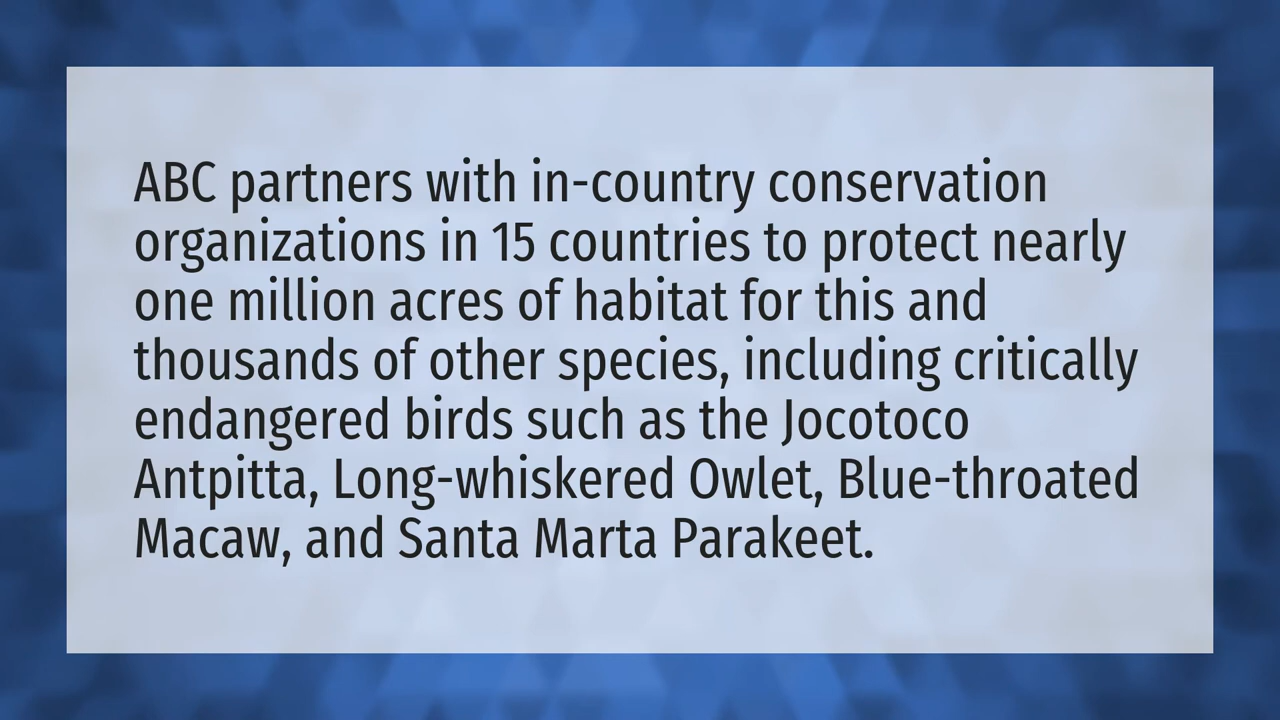 ABC partners with in-country conservation
organizations in 15 countries to protect nearly
one million acres of habitat for this and
thousands of other species, including critically
endangered birds such as the Jocotoco
Antpitta, Long-whiskered Owlet, Blue-throated
Macaw, and Santa Marta Parakeet.